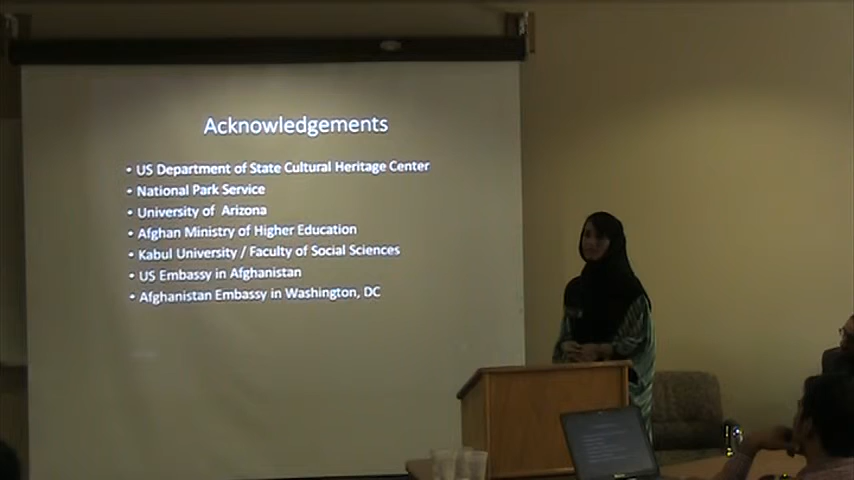 Acknowledgements
• US Department of State Cultural Heritage Center
• National Park Service
• University of Arizona
• Afghan Ministry of Higher Education
• Kabul University / Faculty of Social Sciences
• US Embassy in Afghanistan
• Afghanistan Embassy in Washington, DC